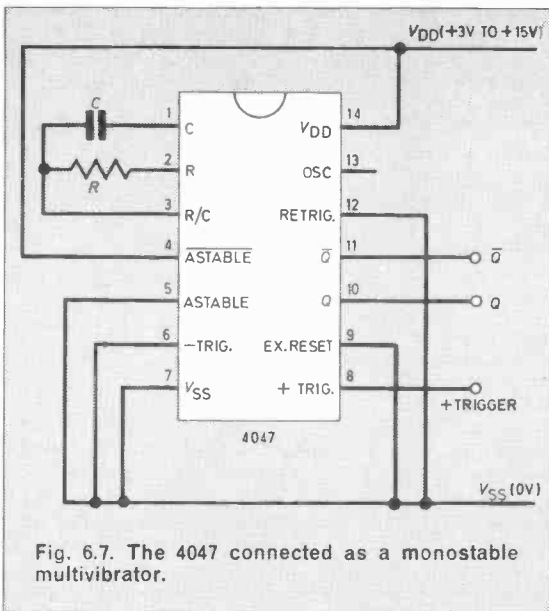 V_DD (+3V TO +15V)
C
1
C
14
V_DD
R
2
R
13
OSC
3
R/C
12
RETRIG.
4
A̅S̅T̅A̅B̅L̅E̅
11
Q̅
Q̅
5
ASTABLE
10
Q
Q
6
–TRIG.
9
EX.RESET
7
V_SS
8
+ TRIG.
+TRIGGER
4047
V_SS (0V)
Fig. 6.7. The 4047 connected as a monostable
multivibrator.